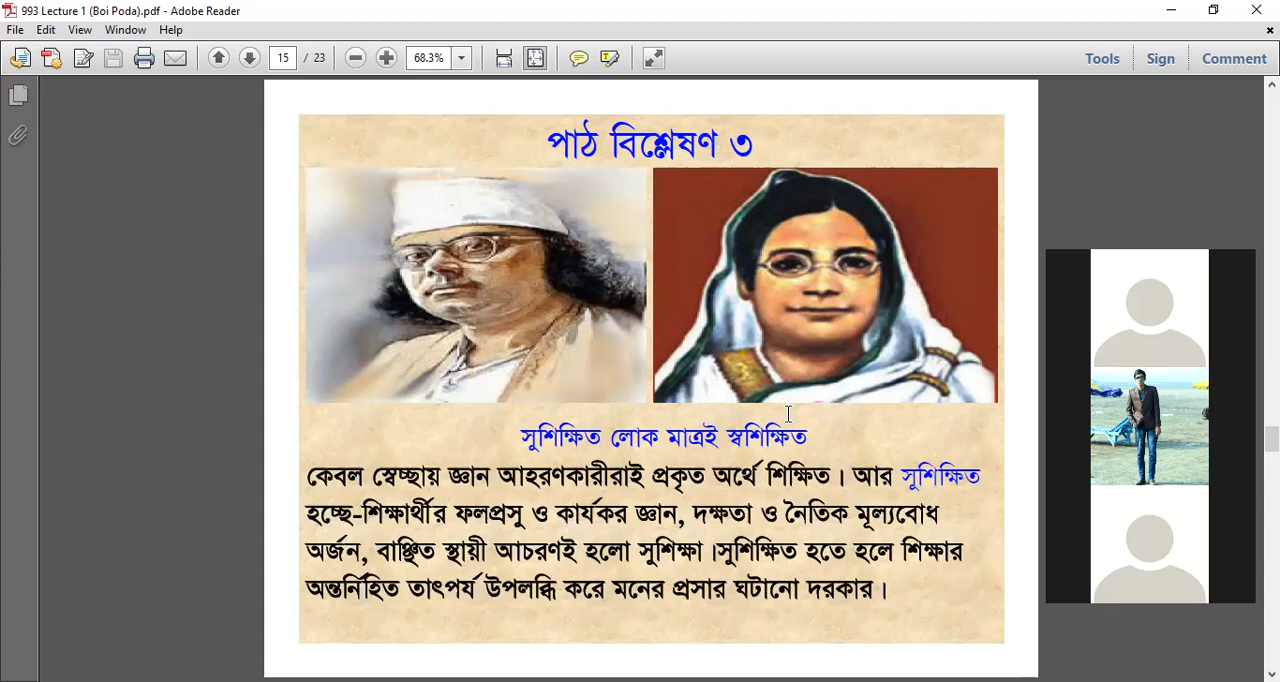 993 Lecture 1 (Boi Poda).pdf - Adobe Reader
File Edit View Window Help
15 / 23 68.3% Tools Sign Comment
পাঠ বিশ্লেষণ ৩
সুশিক্ষিত লোক মাত্রই স্বশিক্ষিত
কেবল স্বেচ্ছায় জ্ঞান আহরণকারীরাই প্রকৃত অর্থে শিক্ষিত। আর সুশিক্ষিত
হচ্ছে-শিক্ষার্থীর ফলপ্রসু ও কার্যকর জ্ঞান, দক্ষতা ও নৈতিক মূল্যবোধ
অর্জন, বাঞ্ছিত স্থায়ী আচরণই হলো সুশিক্ষা।সুশিক্ষিত হতে হলে শিক্ষার
অন্তর্নিহিত তাৎপর্য উপলব্ধি করে মনের প্রসার ঘটানো দরকার।